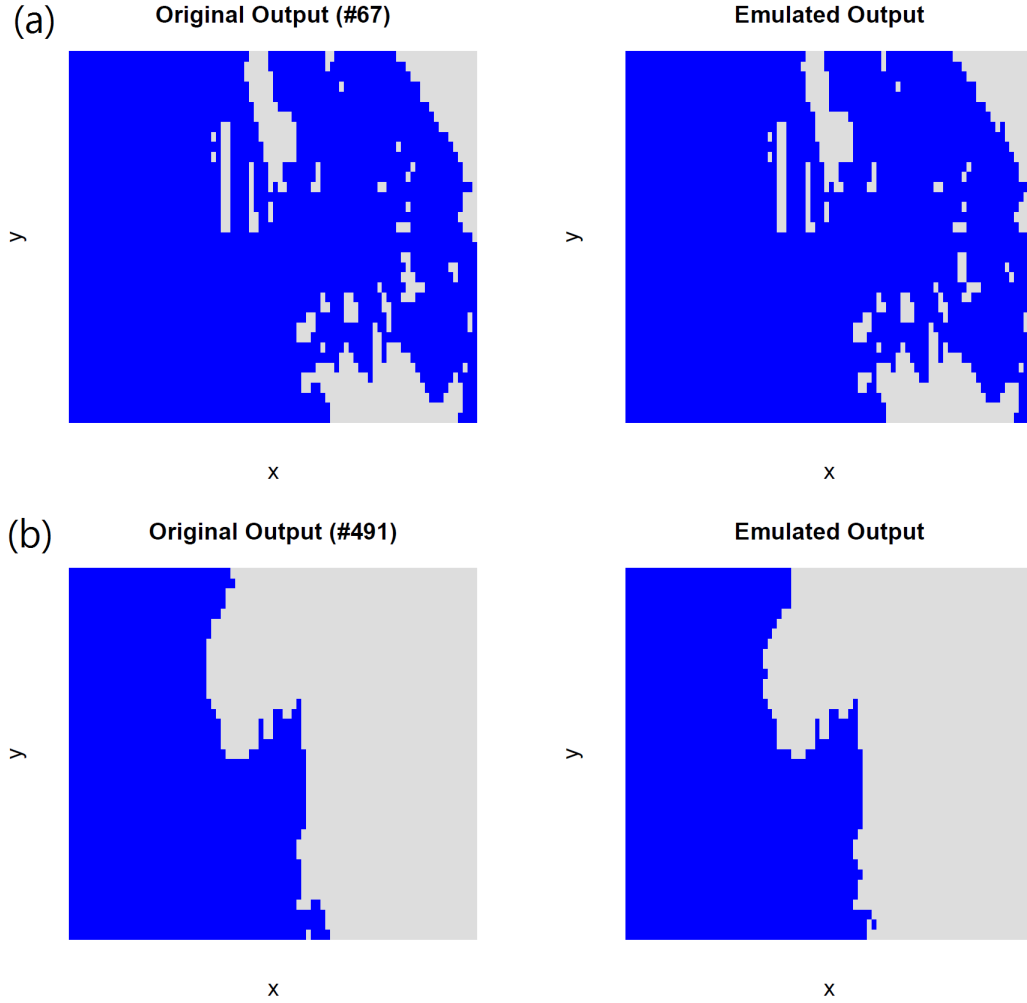 (a)
Original Output (#67)
Emulated Output
y
y
x
x
(b)
Original Output (#491)
Emulated Output
y
y
x
x